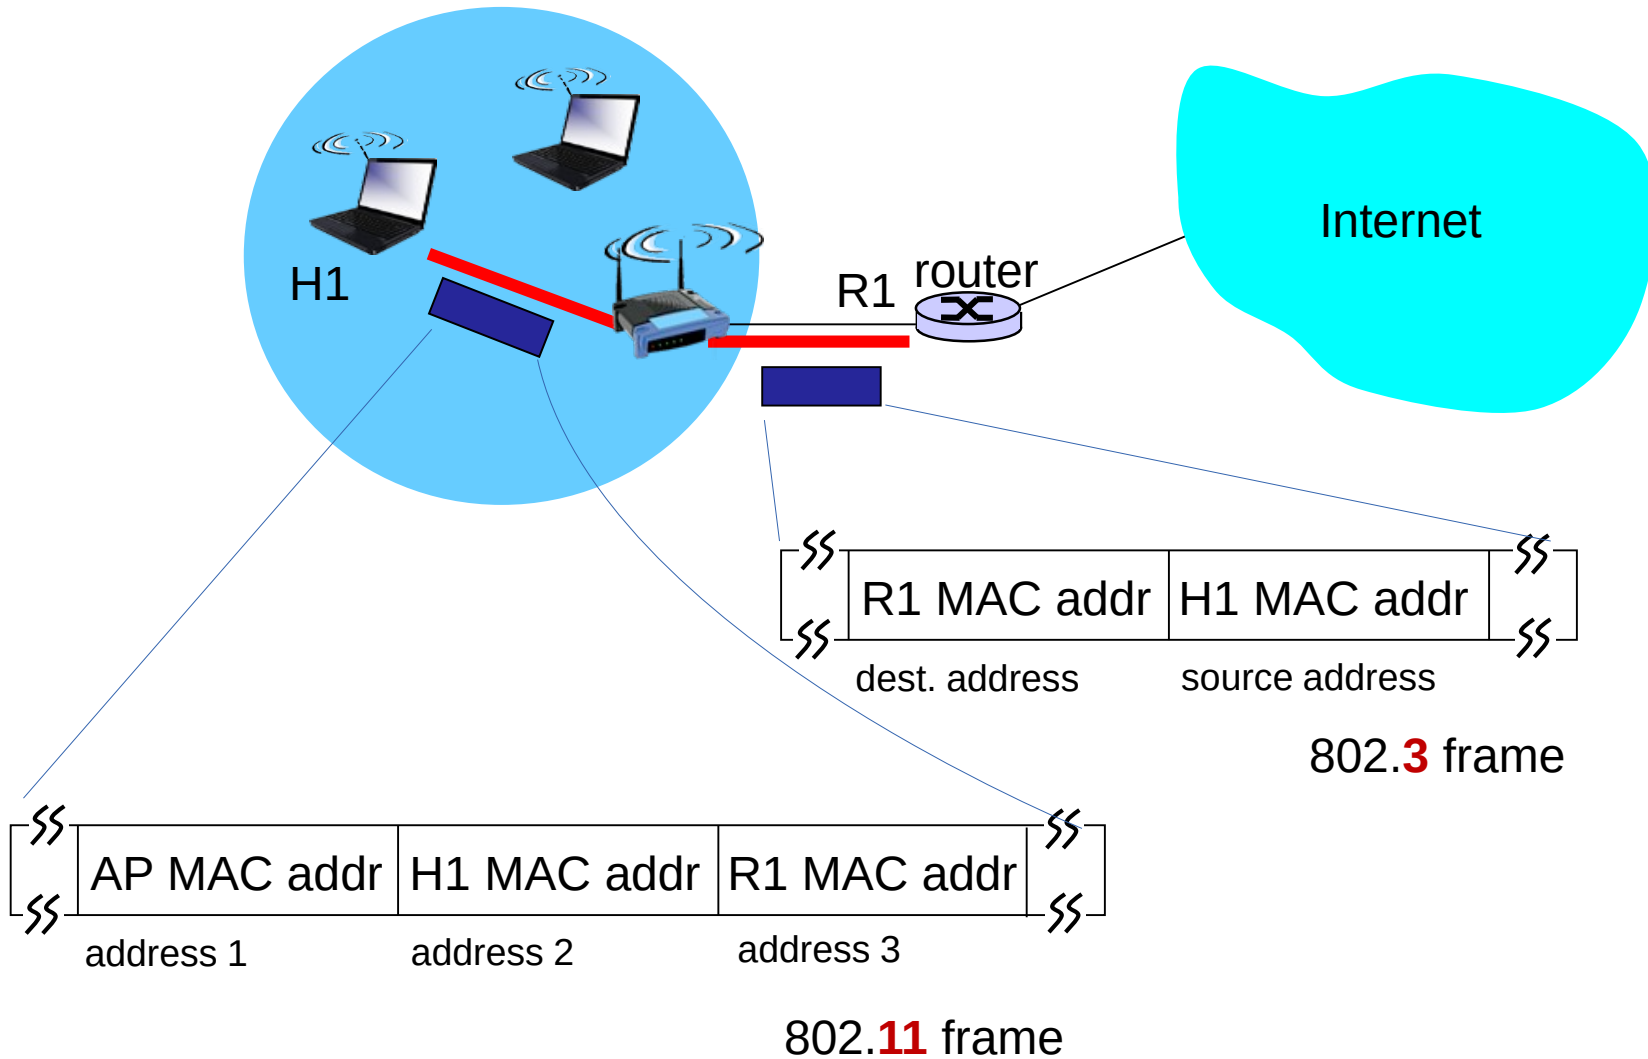 Internet
router
R1
H1
R1 MAC addr H1 MAC addr
dest. address source address
802.3 frame
AP MAC addr H1 MAC addr R1 MAC addr
address 1 address 2 address 3
802.11 frame